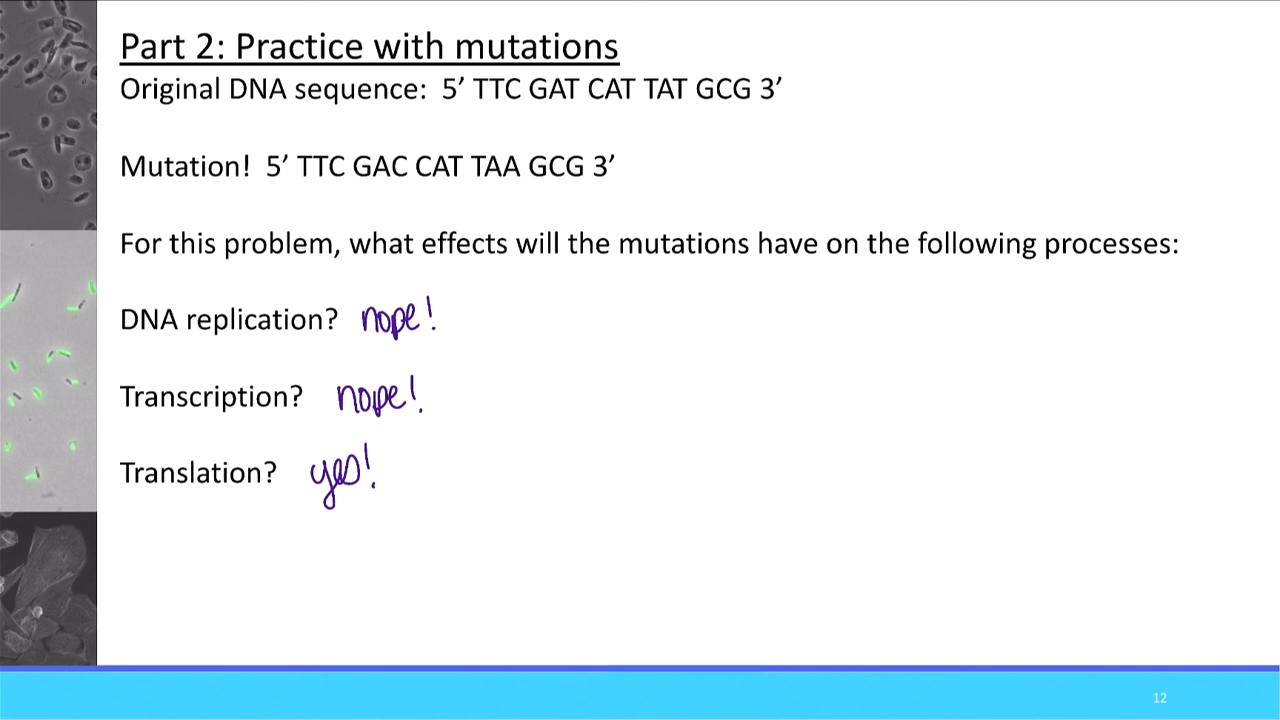 Part 2: Practice with mutations
Original DNA sequence:  5’ TTC GAT CAT TAT GCG 3’
Mutation!  5’ TTC GAC CAT TAA GCG 3’
For this problem, what effects will the mutations have on the following processes:
DNA replication? nope!
Transcription? nope!
Translation? yes!
12